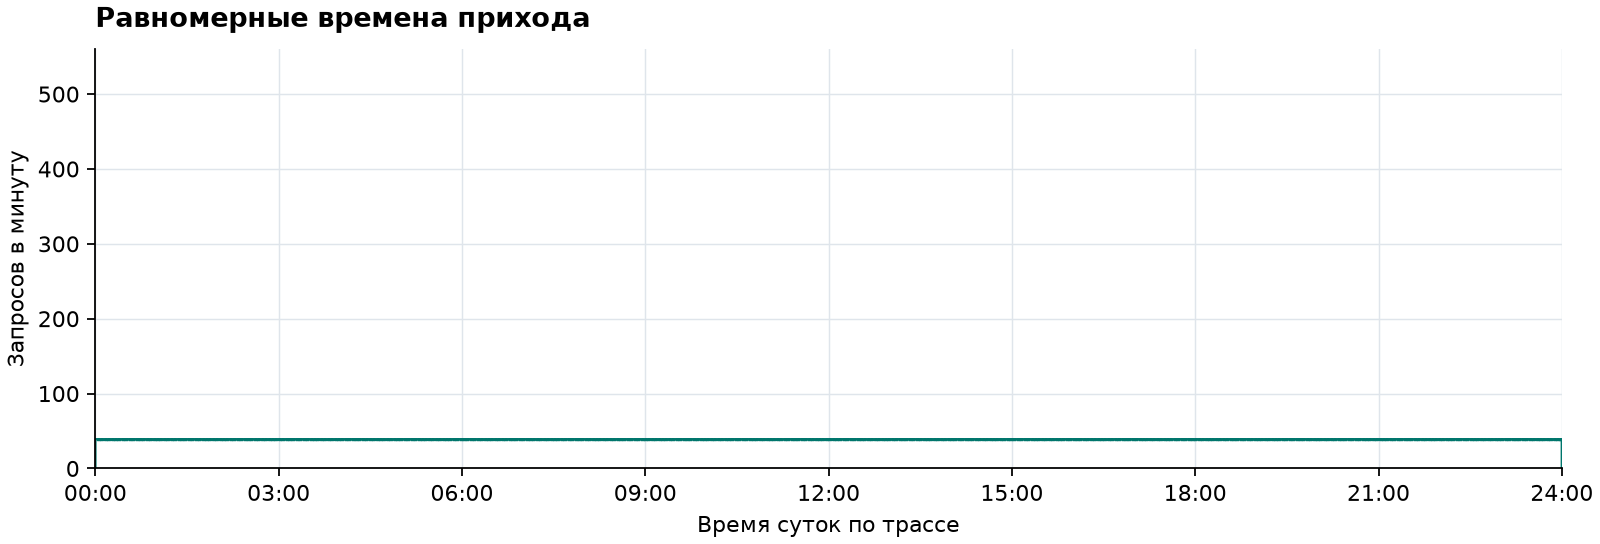 Равномерные времена прихода
Запросов в минуту
500
400
300
200
100
0
00:00 03:00 06:00 09:00 12:00 15:00 18:00 21:00 24:00
Время суток по трассе